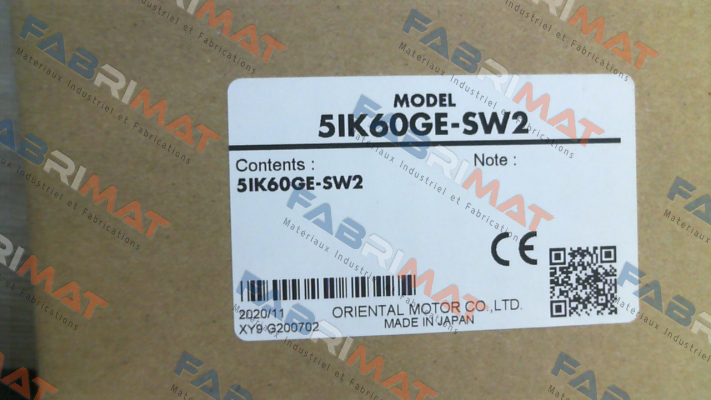 MODEL
5IK60GE-SW2
Contents :
Note :
5IK60GE-SW2
CE
2020/11
ORIENTAL MOTOR CO.,LTD.
XY9 G200702
MADE IN JAPAN
FABRIMAT
Materiaux Industriel et Fabrications